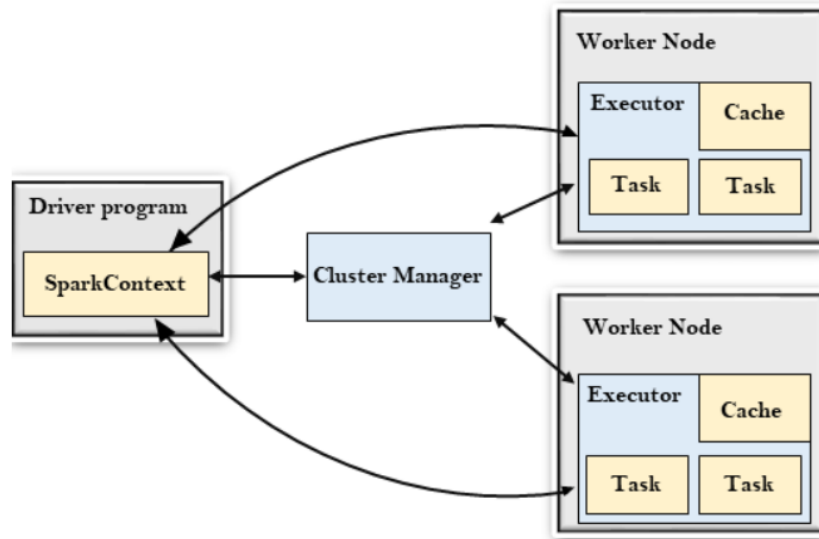 Worker Node
Executor
Cache
Task
Task
Driver program
SparkContext
Cluster Manager
Worker Node
Executor
Cache
Task
Task